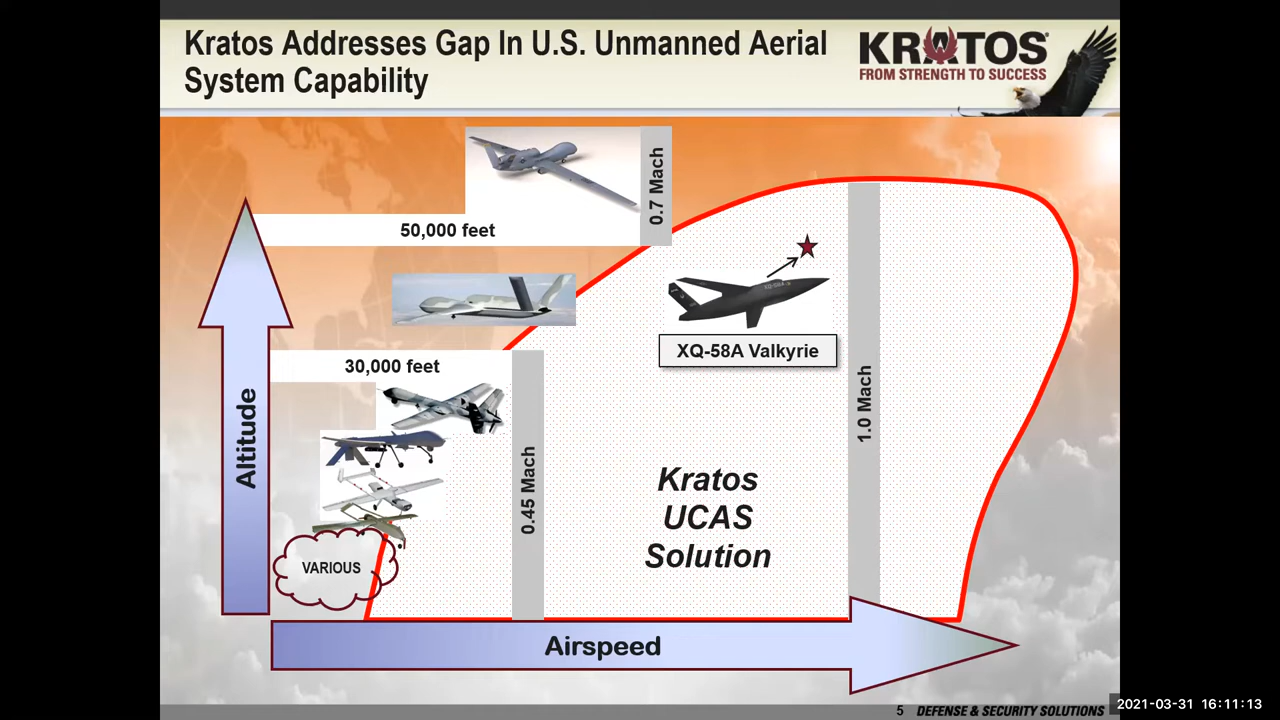 Kratos Addresses Gap In U.S. Unmanned Aerial
System Capability
KRATOS
FROM STRENGTH TO SUCCESS
0.7 Mach
50,000 feet
XQ-58A
XQ-58A Valkyrie
30,000 feet
1.0 Mach
Altitude
0.45 Mach
Kratos
UCAS
Solution
VARIOUS
Airspeed
5 DEFENSE & SECURITY SOLUTIONS
2021-03-31 16:11:13